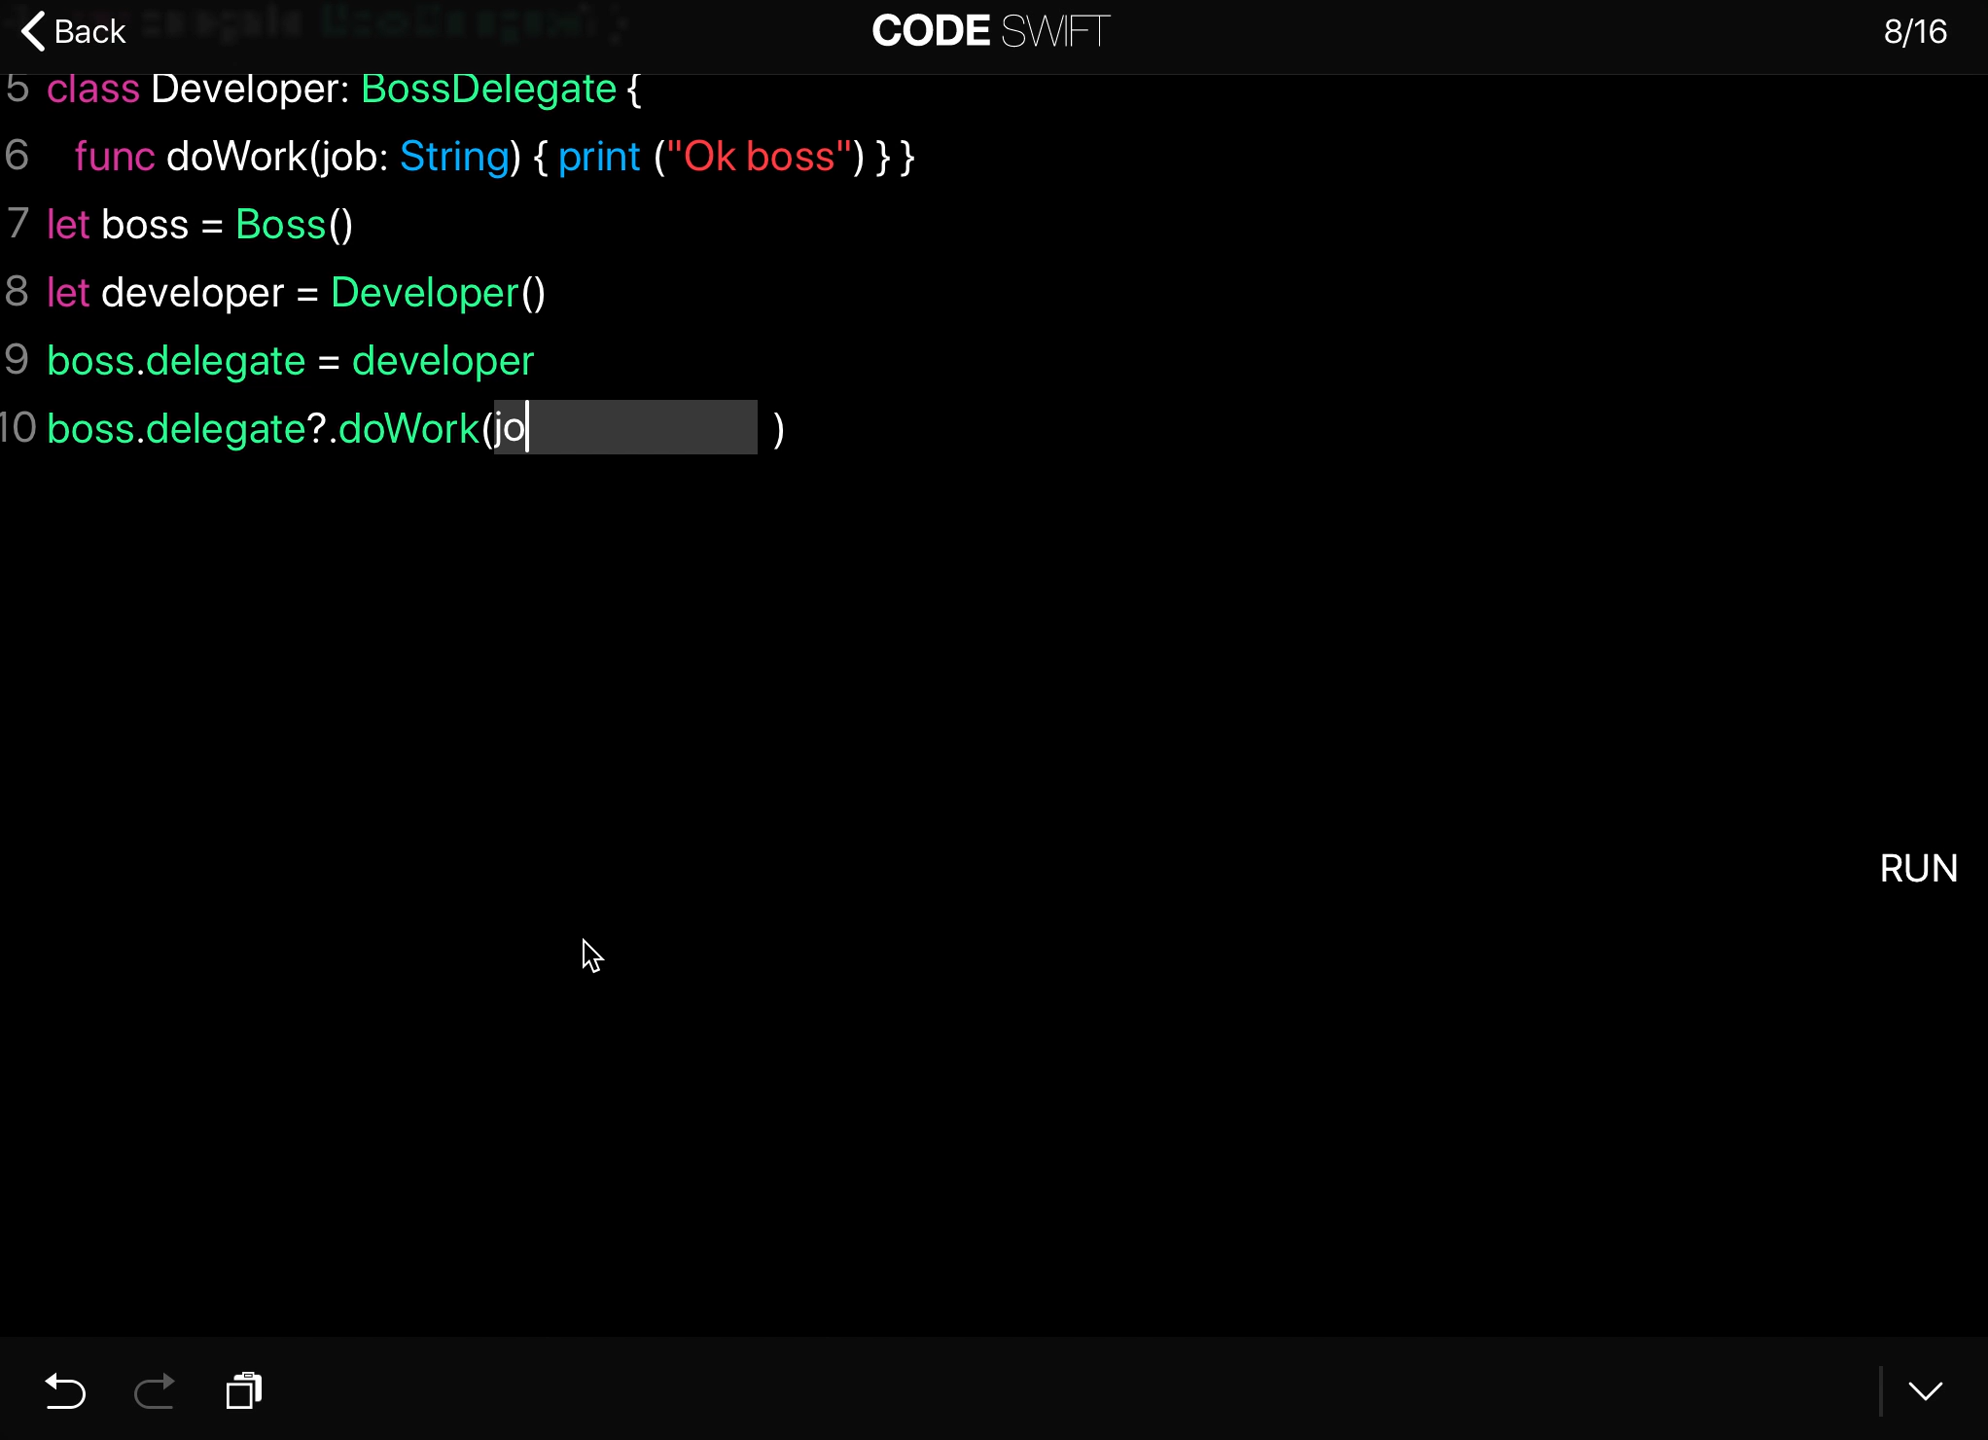 Back
CODE SWIFT
8/16
5 class Developer: BossDelegate {
6 func doWork(job: String) { print ("Ok boss") } }
7 let boss = Boss()
8 let developer = Developer()
9 boss.delegate = developer
10 boss.delegate?.doWork(jo )
RUN